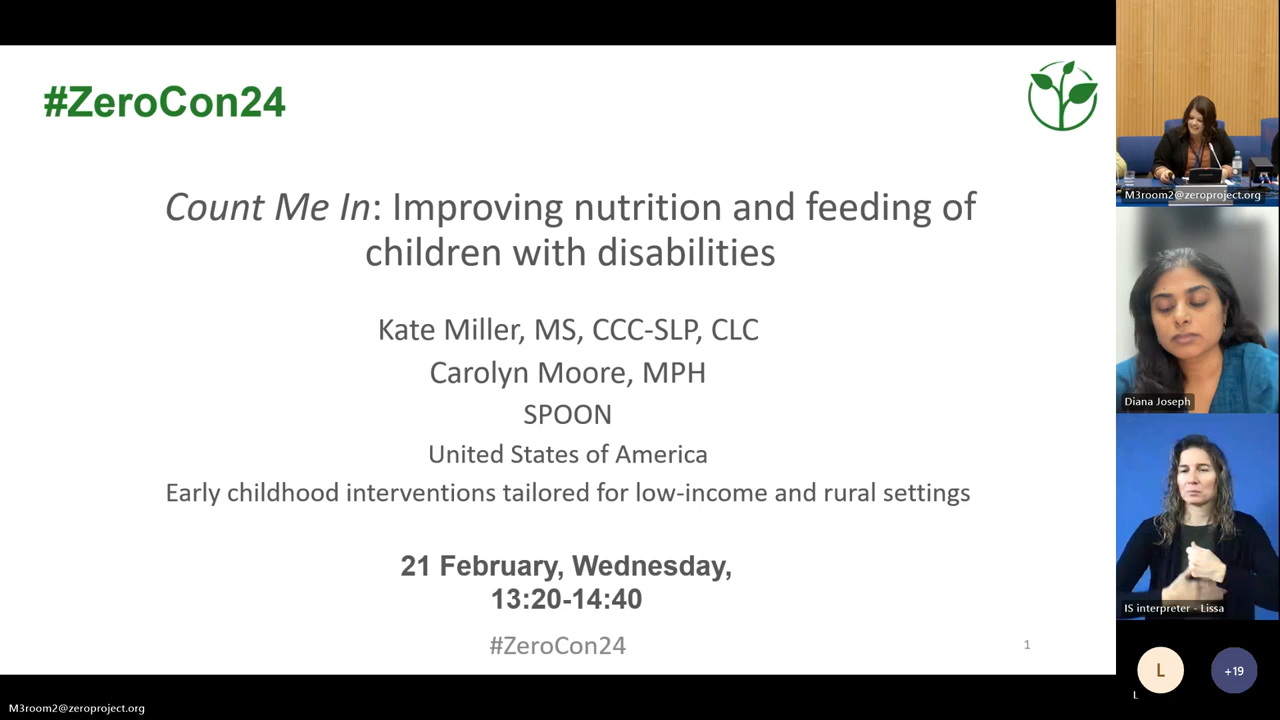 #ZeroCon24
Count Me In: Improving nutrition and feeding of
children with disabilities
Kate Miller, MS, CCC-SLP, CLC
Carolyn Moore, MPH
SPOON
United States of America
Early childhood interventions tailored for low-income and rural settings
21 February, Wednesday,
13:20-14:40
#ZeroCon24
1
M3room2@zeroproject.org
Diana Joseph
IS interpreter - Lissa
L
+19
L
M3room2@zeroproject.org